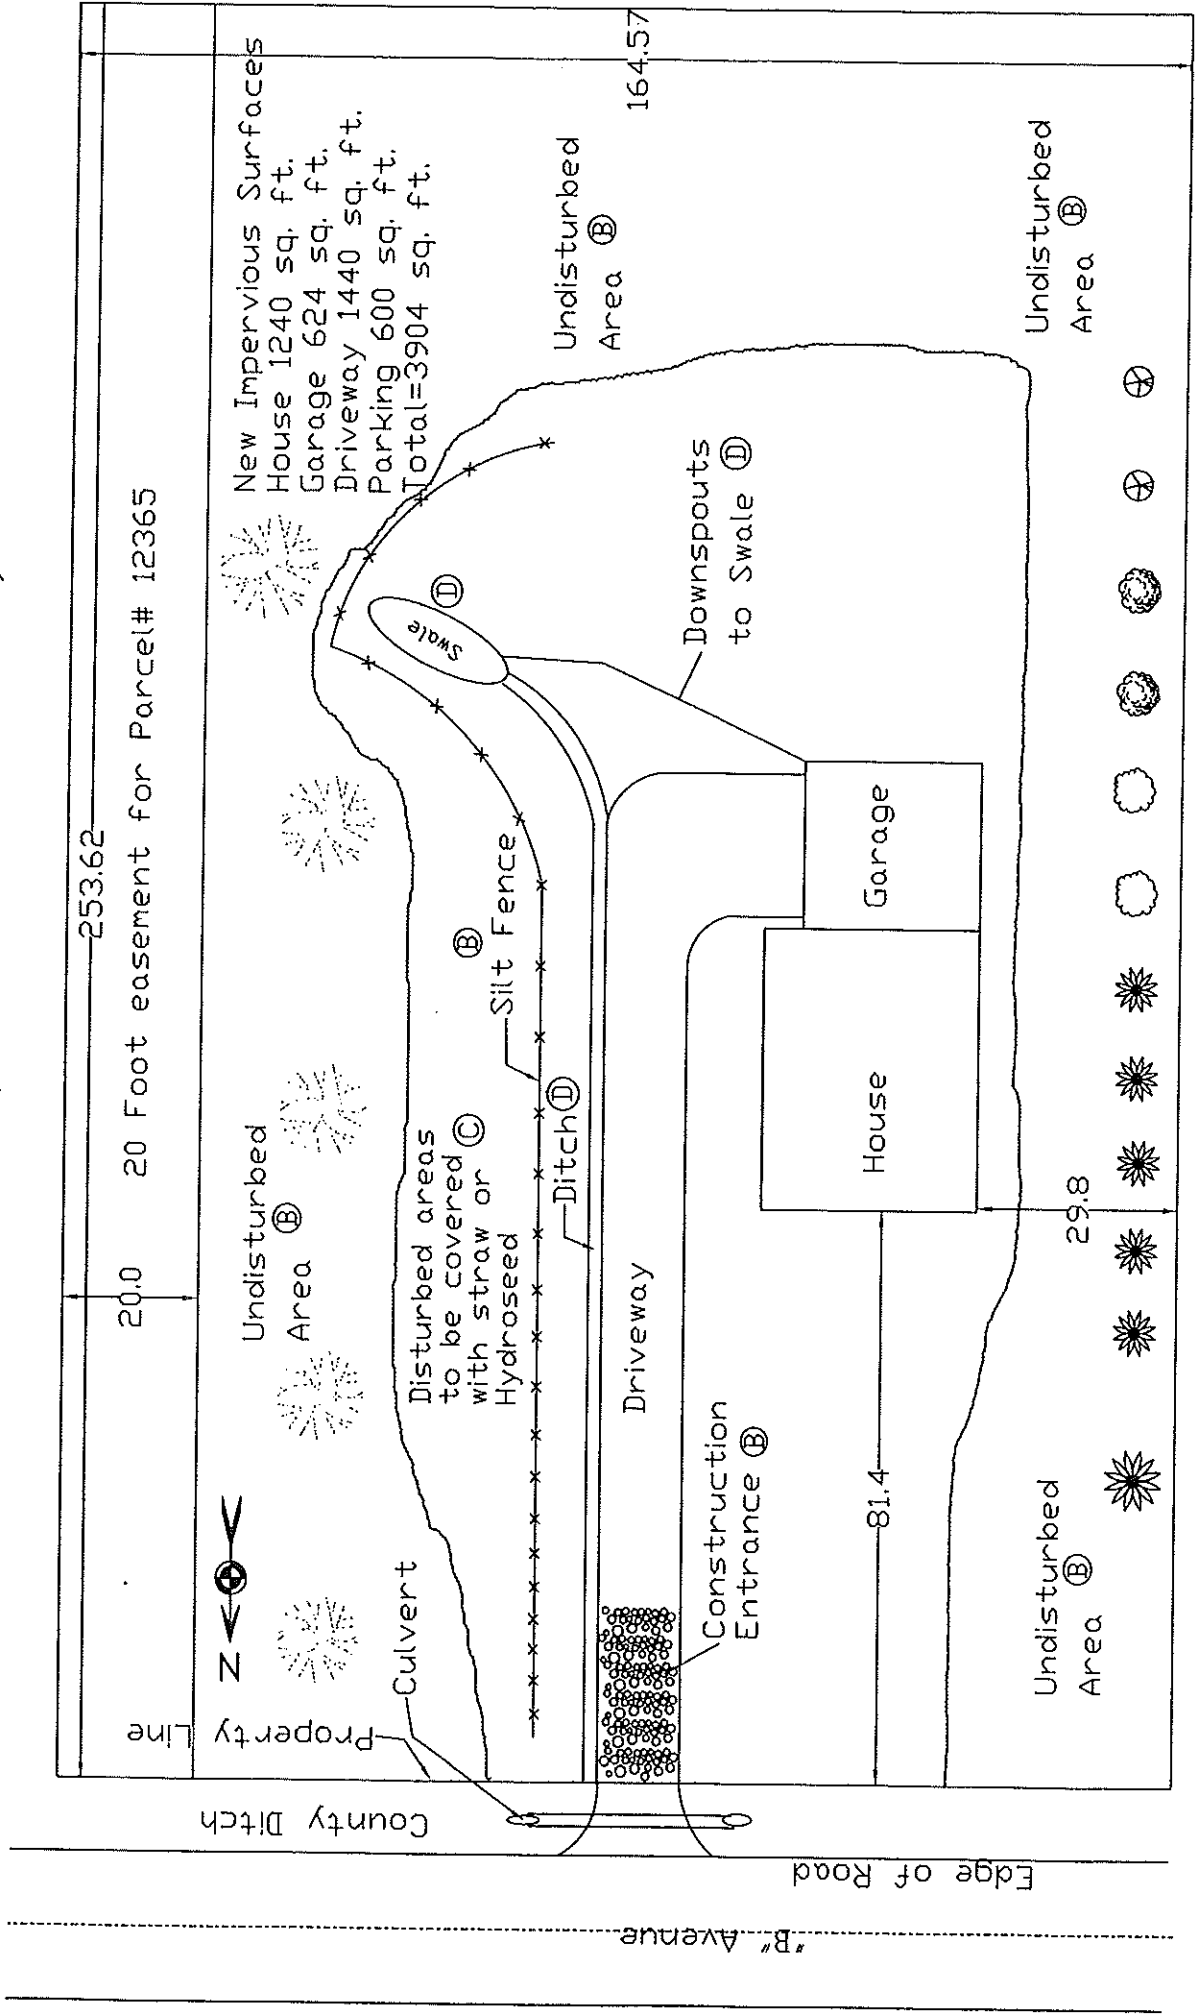 253.62
20 Foot easement for Parcel# 12365
20.0
New Impervious Surfaces
House 1240 sq. ft.
Garage 624 sq. ft.
Driveway 1440 sq. ft.
Parking 600 sq. ft.
Total=3904 sq. ft.
164.57
Undisturbed
Area Ⓑ
N
Property Line
Culvert
County Ditch
Edge of Road
"B" Avenue
Disturbed areas
to be covered Ⓒ
with straw or
Hydroseed
Ⓑ
Silt Fence
Swale
Ⓓ
Undisturbed
Area Ⓑ
Ditch Ⓓ
Driveway
Downspouts
to Swale Ⓓ
Construction
Entrance Ⓑ
House
Garage
81.4
29.8
Undisturbed
Area Ⓑ
Undisturbed
Area Ⓑ